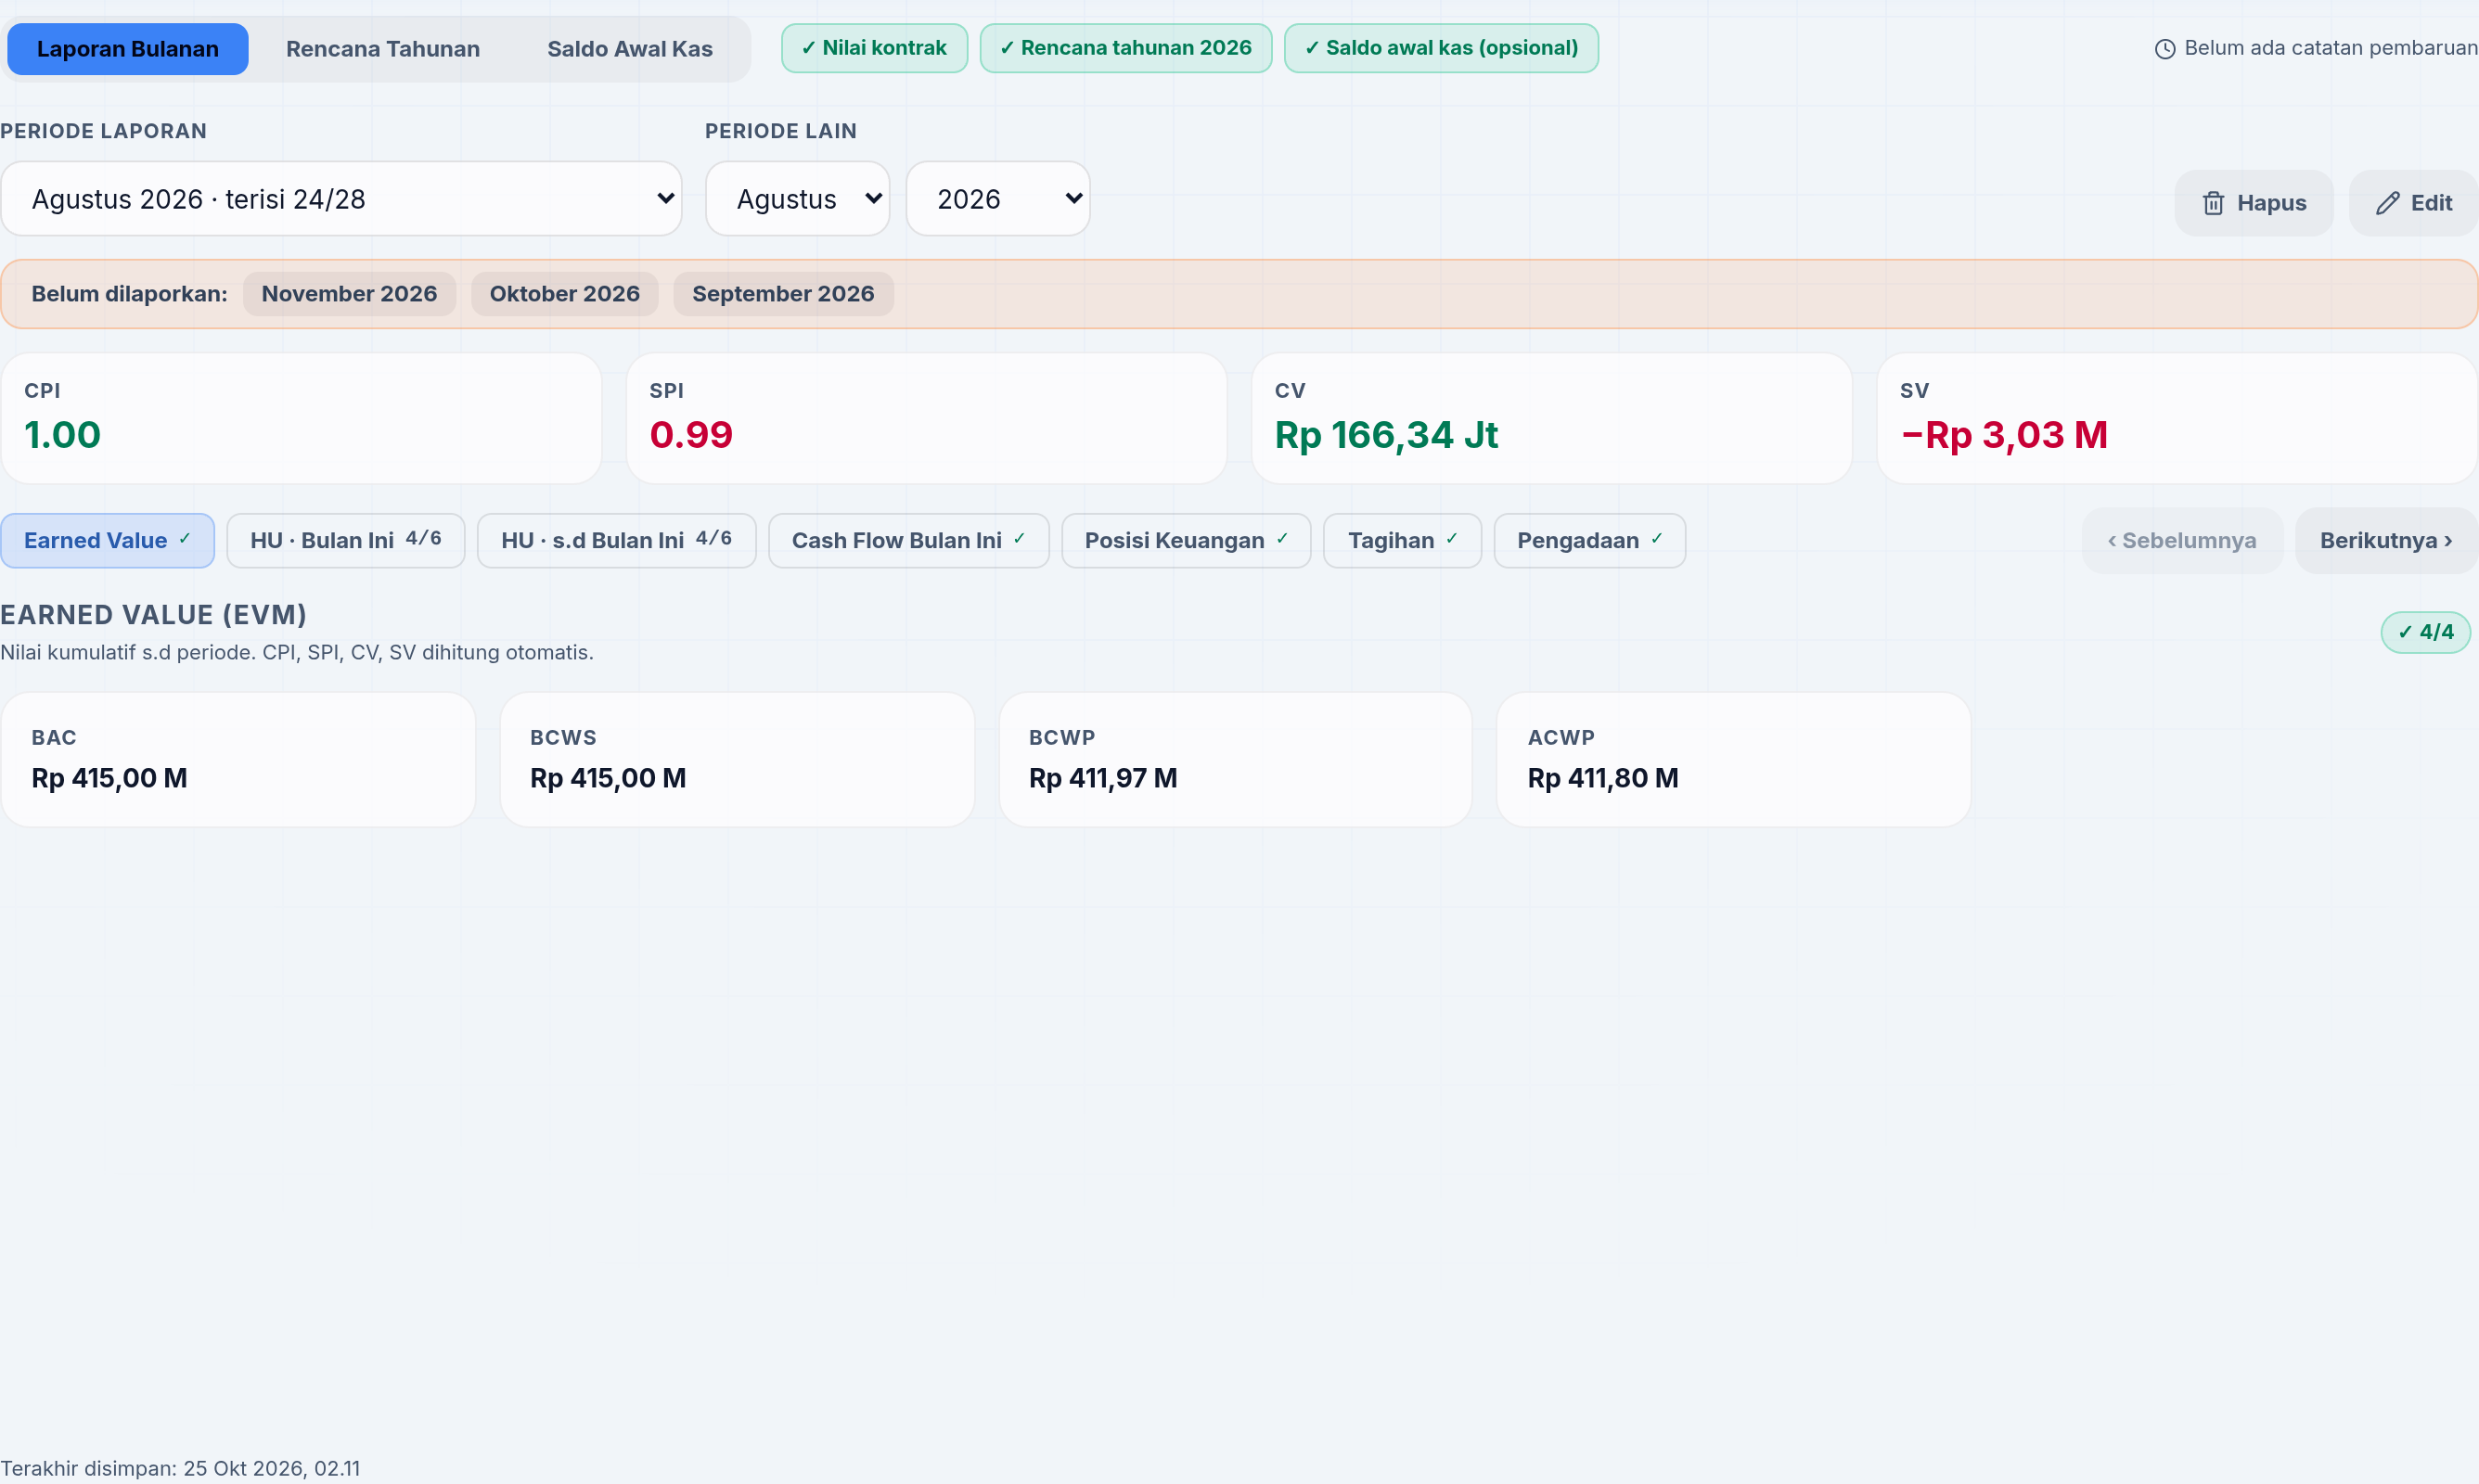 Laporan Bulanan Rencana Tahunan Saldo Awal Kas ✓ Nilai kontrak ✓ Rencana tahunan 2026 ✓ Saldo awal kas (opsional) Belum ada catatan pembaruan
PERIODE LAPORAN PERIODE LAIN
Agustus 2026 · terisi 24/28 Agustus 2026 Hapus Edit
Belum dilaporkan: November 2026 Oktober 2026 September 2026
CPI SPI CV SV
1.00 0.99 Rp 166,34 Jt −Rp 3,03 M
Earned Value ✓ HU · Bulan Ini 4/6 HU · s.d Bulan Ini 4/6 Cash Flow Bulan Ini ✓ Posisi Keuangan ✓ Tagihan ✓ Pengadaan ✓ ‹ Sebelumnya Berikutnya ›
EARNED VALUE (EVM)
Nilai kumulatif s.d periode. CPI, SPI, CV, SV dihitung otomatis. ✓ 4/4
BAC BCWS BCWP ACWP
Rp 415,00 M Rp 415,00 M Rp 411,97 M Rp 411,80 M
Terakhir disimpan: 25 Okt 2026, 02.11